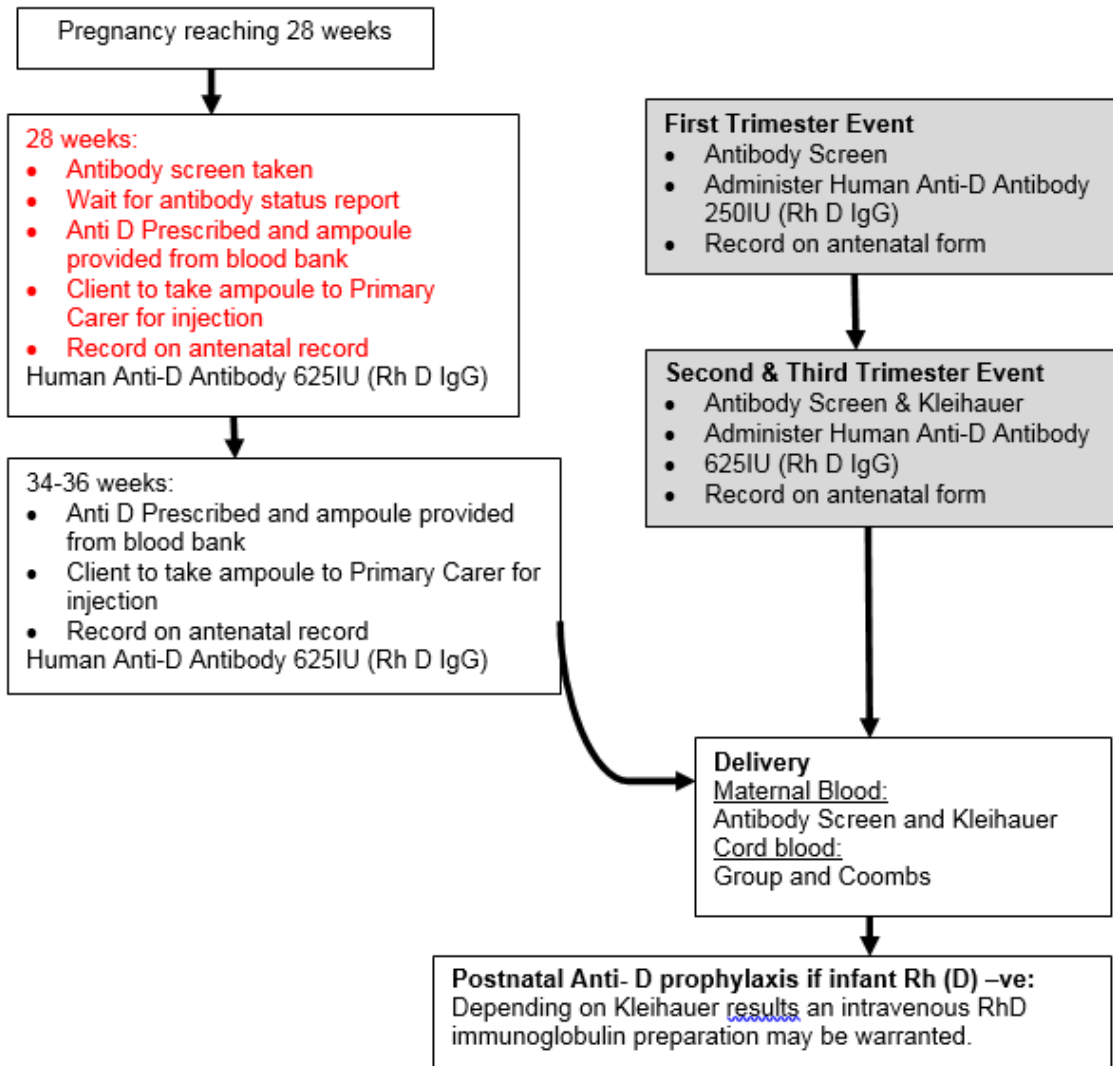 Pregnancy reaching 28 weeks
28 weeks:
• Antibody screen taken
• Wait for antibody status report
• Anti D Prescribed and ampoule
provided from blood bank
• Client to take ampoule to Primary
Carer for injection
• Record on antenatal record
Human Anti-D Antibody 625IU (Rh D IgG)
34-36 weeks:
• Anti D Prescribed and ampoule provided
from blood bank
• Client to take ampoule to Primary Carer for
injection
• Record on antenatal record
Human Anti-D Antibody 625IU (Rh D IgG)
First Trimester Event
• Antibody Screen
• Administer Human Anti-D Antibody
250IU (Rh D IgG)
• Record on antenatal form
Second & Third Trimester Event
• Antibody Screen & Kleihauer
• Administer Human Anti-D Antibody
• 625IU (Rh D IgG)
• Record on antenatal form
Delivery
Maternal Blood:
Antibody Screen and Kleihauer
Cord blood:
Group and Coombs
Postnatal Anti- D prophylaxis if infant Rh (D) –ve:
Depending on Kleihauer results an intravenous RhD
immunoglobulin preparation may be warranted.